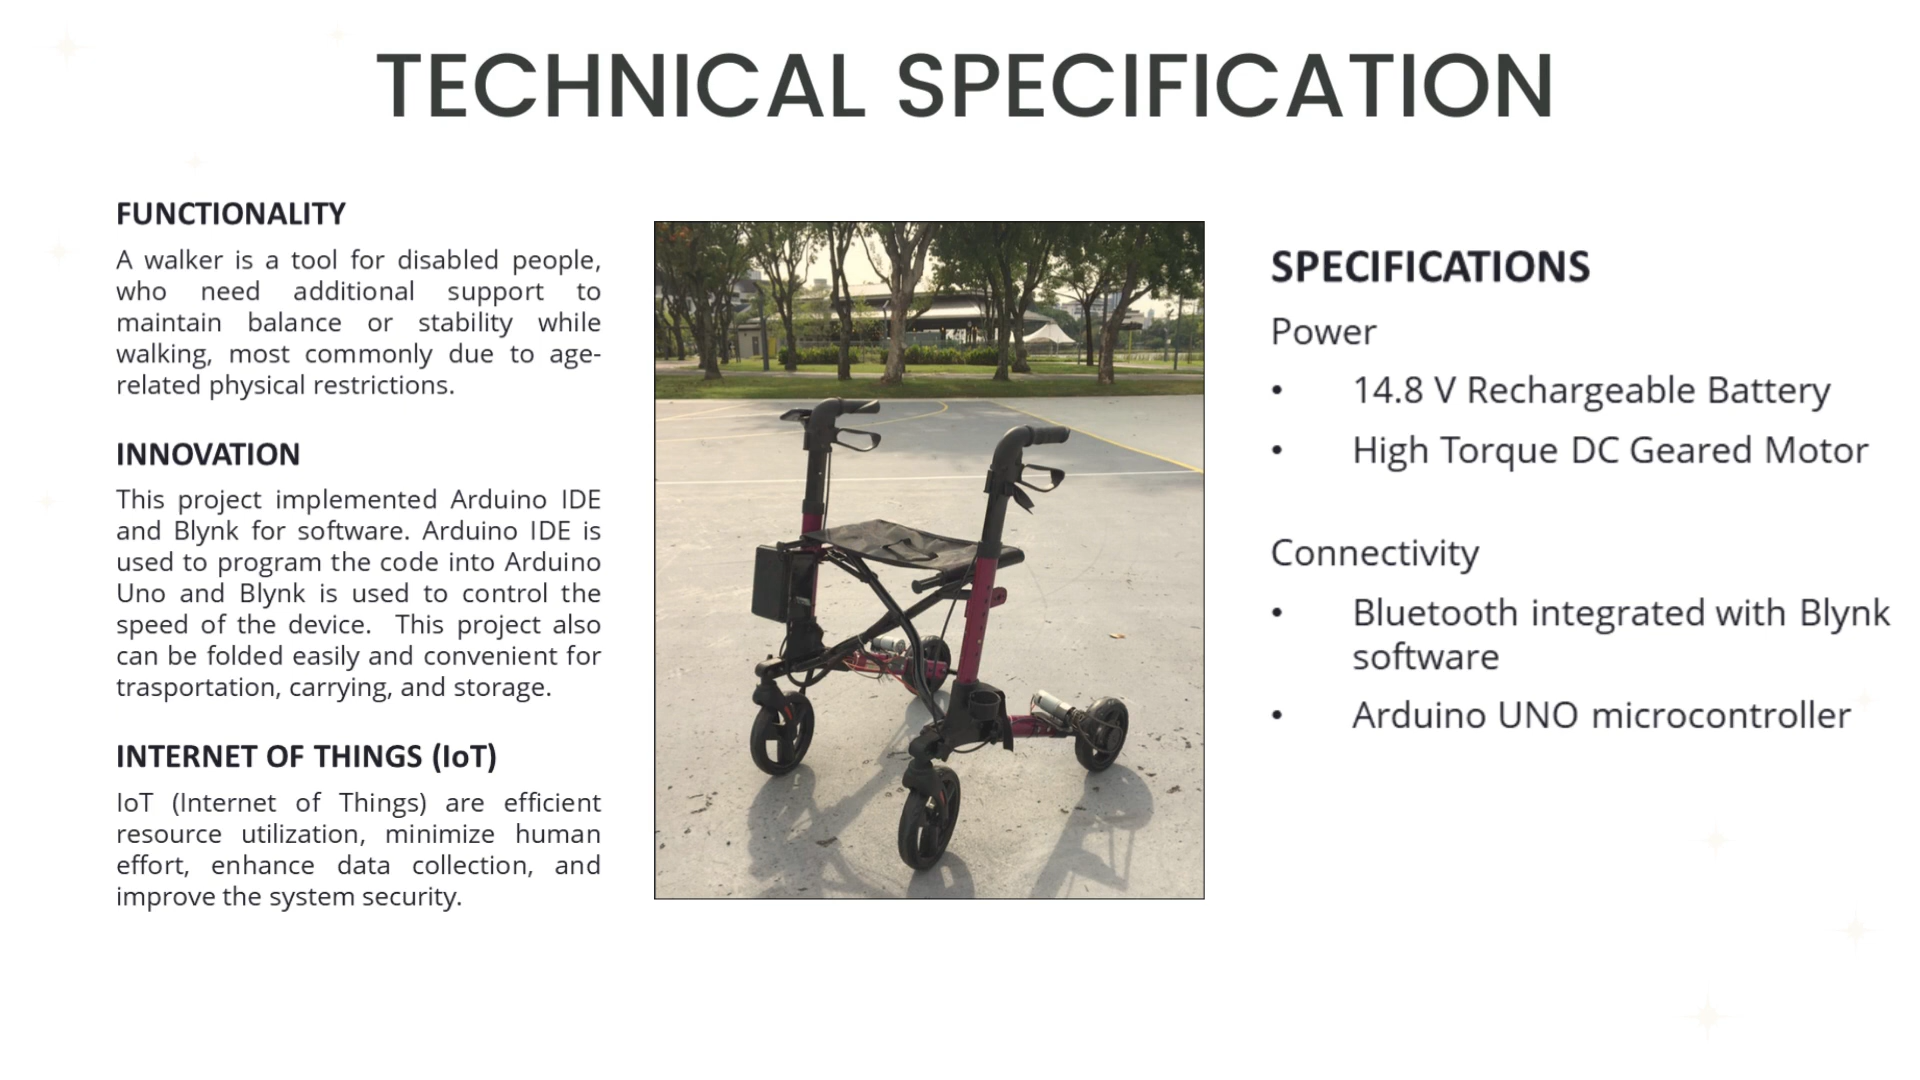 TECHNICAL SPECIFICATION
FUNCTIONALITY
A walker is a tool for disabled people,
who need additional support to
maintain balance or stability while
walking, most commonly due to age-
related physical restrictions.
INNOVATION
This project implemented Arduino IDE
and Blynk for software. Arduino IDE is
used to program the code into Arduino
Uno and Blynk is used to control the
speed of the device. This project also
can be folded easily and convenient for
trasportation, carrying, and storage.
INTERNET OF THINGS (IoT)
IoT (Internet of Things) are efficient
resource utilization, minimize human
effort, enhance data collection, and
improve the system security.
SPECIFICATIONS
Power
• 14.8 V Rechargeable Battery
• High Torque DC Geared Motor
Connectivity
• Bluetooth integrated with Blynk
software
• Arduino UNO microcontroller